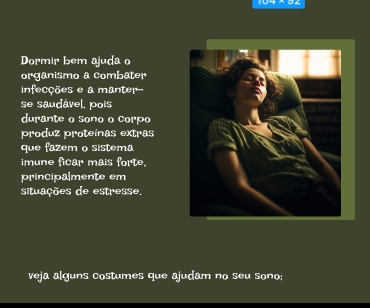 104 × 92
Dormir bem ajuda o
organismo a combater
infecções e a manter-
se saudável, pois
durante o sono o corpo
produz proteínas extras
que fazem o sistema
imune ficar mais forte,
principalmente em
situações de estresse.
veja alguns costumes que ajudam no seu sono: